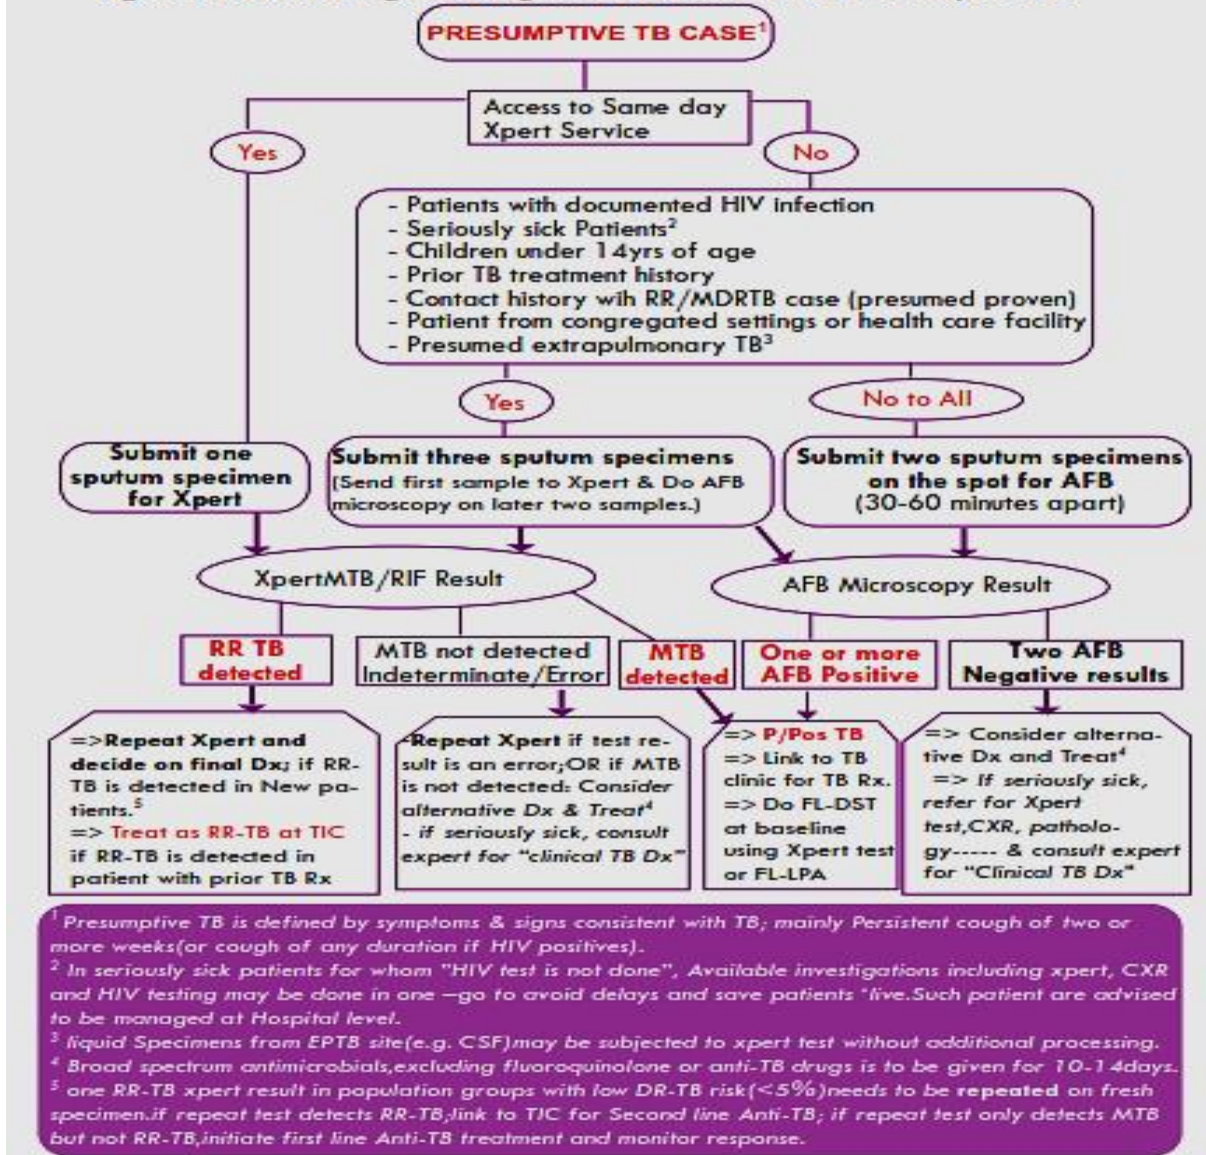 PRESUMPTIVE TB CASE¹
Access to Same day
Xpert Service
Yes
No
- Patients with documented HIV infection
- Seriously sick Patients²
- Children under 14yrs of age
- Prior TB treatment history
- Contact history wih RR/MDRTB case (presumed proven)
- Patient from congregated settings or health care facility
- Presumed extrapulmonary TB³
Yes
No to All
Submit one
sputum specimen
for Xpert
Submit three sputum specimens
(Send first sample to Xpert & Do AFB
microscopy on later two samples.)
Submit two sputum specimens
on the spot for AFB
(30-60 minutes apart)
XpertMTB/RIF Result
AFB Microscopy Result
RR TB
detected
MTB not detected
Indeterminate/Error
MTB
detected
One or more
AFB Positive
Two AFB
Negative results
=>Repeat Xpert and
decide on final Dx; if RR-
TB is detected in New pa-
tients.⁵
=> Treat as RR-TB at TIC
if RR-TB is detected in
patient with prior TB Rx
-Repeat Xpert if test re-
sult is an error;OR if MTB
is not detected: Consider
alternative Dx & Treat⁴
- if seriously sick, consult
expert for "clinical TB Dx"
=> P/Pos TB
=> Link to TB
clinic for TB Rx.
=> Do FL-DST
at baseline
using Xpert test
or FL-LPA
=> Consider alterna-
tive Dx and Treat⁴
=> If seriously sick,
refer for Xpert
test,CXR, patholo-
gy----- & consult expert
for "Clinical TB Dx"
¹ Presumptive TB is defined by symptoms & signs consistent with TB; mainly Persistent cough of two or
more weeks(or cough of any duration if HIV positives).
² In seriously sick patients for whom "HIV test is not done", Available investigations including xpert, CXR
and HIV testing may be done in one –go to avoid delays and save patients 'live.Such patient are advised
to be managed at Hospital level.
³ liquid Specimens from EPTB site(e.g. CSF)may be subjected to xpert test without additional processing.
⁴ Broad spectrum antimicrobials,excluding fluoroquinolone or anti-TB drugs is to be given for 10-14days.
⁵ one RR-TB xpert result in population groups with low DR-TB risk(<5%)needs to be repeated on fresh
specimen.if repeat test detects RR-TB;link to TIC for Second line Anti-TB; if repeat test only detects MTB
but not RR-TB,initiate first line Anti-TB treatment and monitor response.